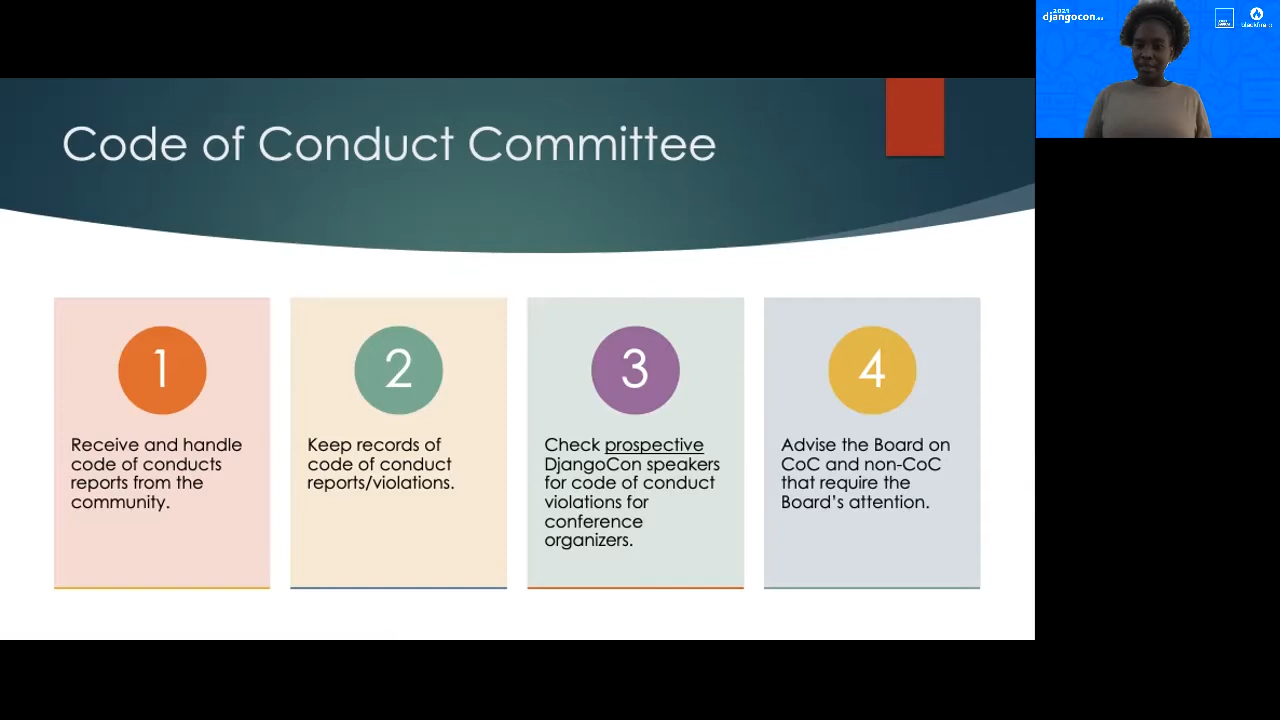 Code of Conduct Committee
1
Receive and handle
code of conducts
reports from the
community.
2
Keep records of
code of conduct
reports/violations.
3
Check prospective
DjangoCon speakers
for code of conduct
violations for
conference
organizers.
4
Advise the Board on
CoC and non-CoC
that require the
Board’s attention.
2021
djangocon.eu